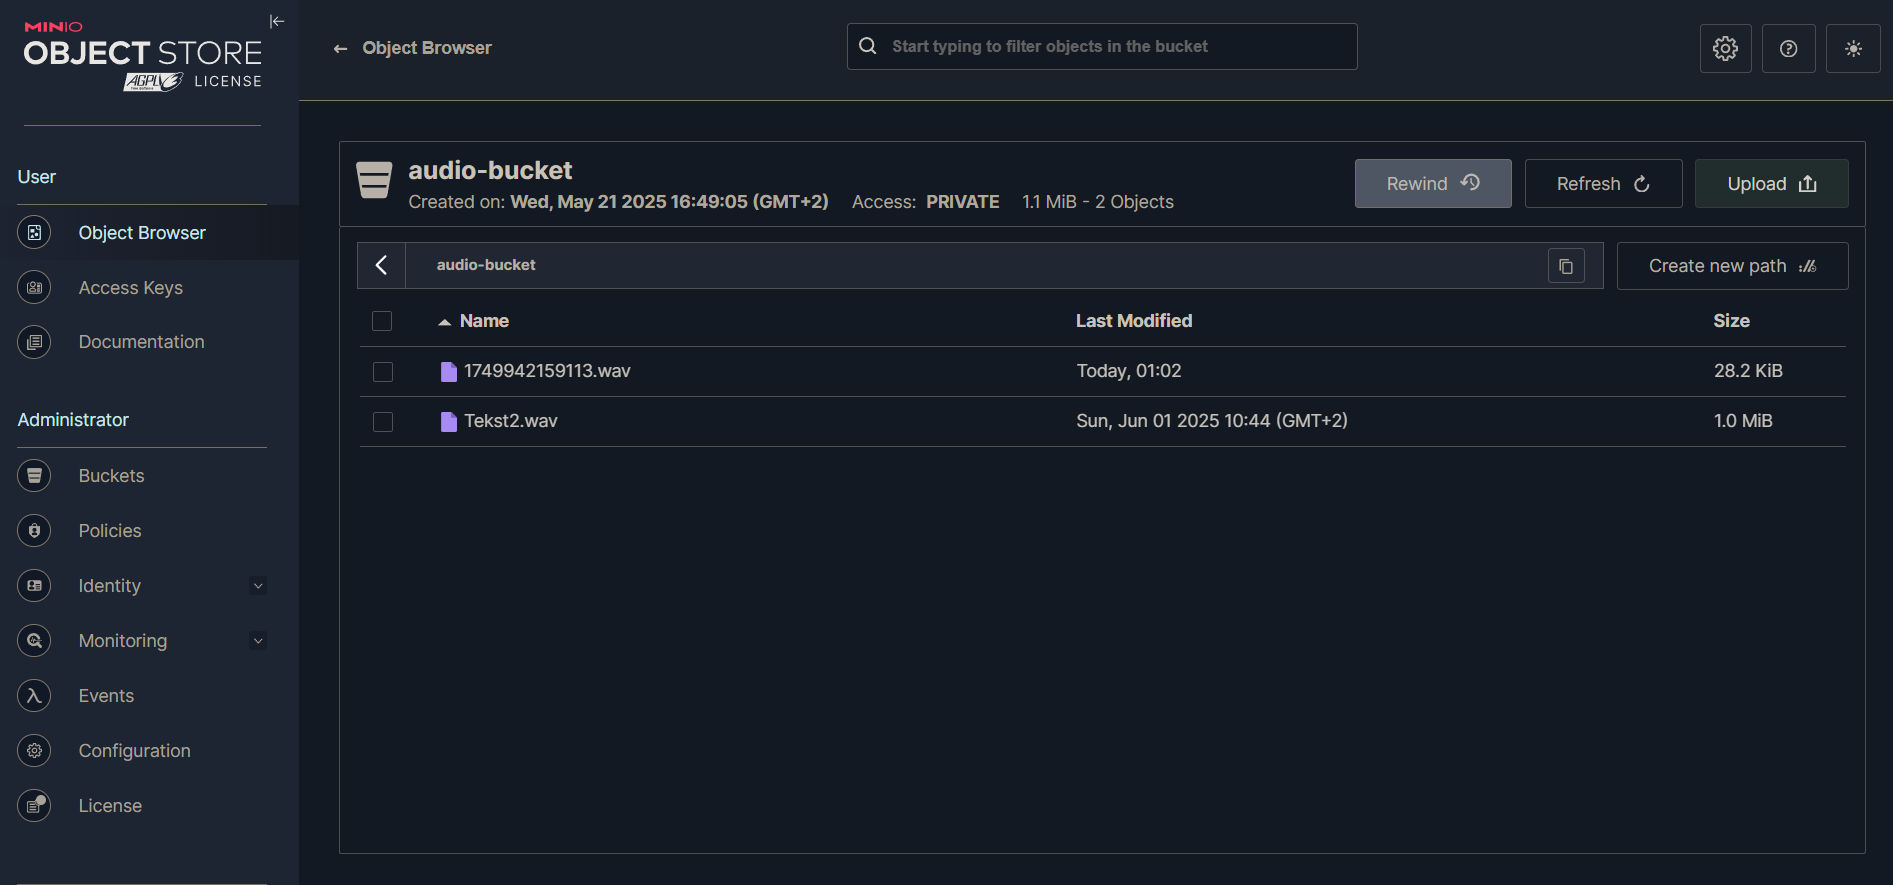 MINIO
OBJECT STORE
AGPLv3 LICENSE
Free Software
Object Browser
Start typing to filter objects in the bucket
User
Object Browser
Access Keys
Documentation
Administrator
Buckets
Policies
Identity
Monitoring
Events
Configuration
License
audio-bucket
Created on: Wed, May 21 2025 16:49:05 (GMT+2) Access: PRIVATE 1.1 MiB - 2 Objects
Rewind
Refresh
Upload
audio-bucket
Create new path
Name Last Modified Size
1749942159113.wav Today, 01:02 28.2 KiB
Tekst2.wav Sun, Jun 01 2025 10:44 (GMT+2) 1.0 MiB